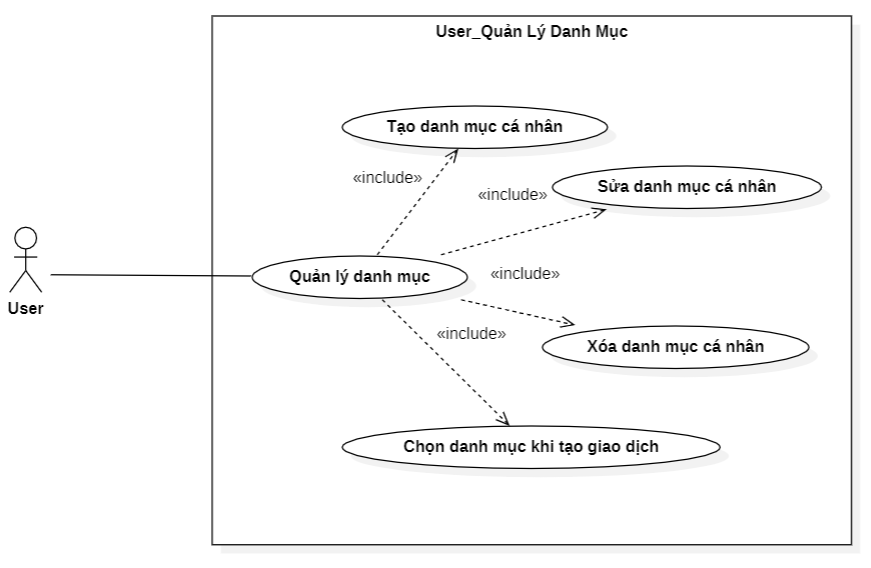 User_Quản Lý Danh Mục
Tạo danh mục cá nhân
«include»
Sửa danh mục cá nhân
«include»
Quản lý danh mục
«include»
User
«include»
Xóa danh mục cá nhân
Chọn danh mục khi tạo giao dịch